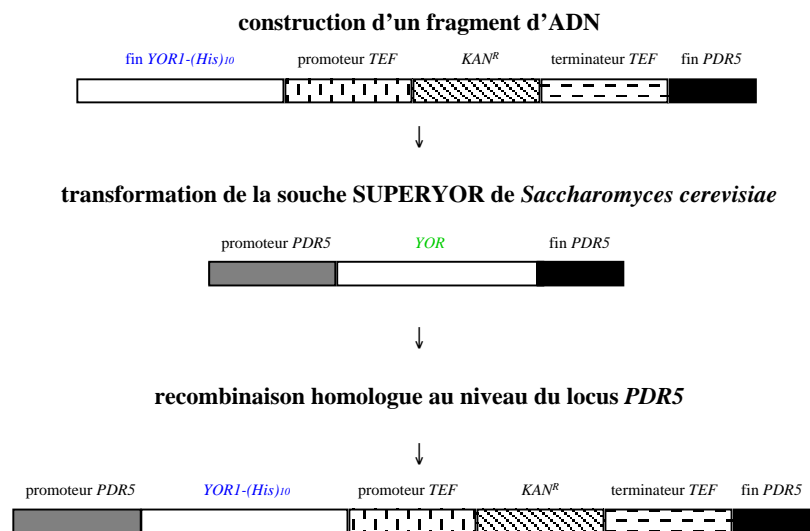 construction d'un fragment d'ADN
fin YOR1-(His)10 promoteur TEF KANR terminateur TEF fin PDR5
transformation de la souche SUPERYOR de Saccharomyces cerevisiae
promoteur PDR5 YOR fin PDR5
recombinaison homologue au niveau du locus PDR5
promoteur PDR5 YOR1-(His)10 promoteur TEF KANR terminateur TEF fin PDR5